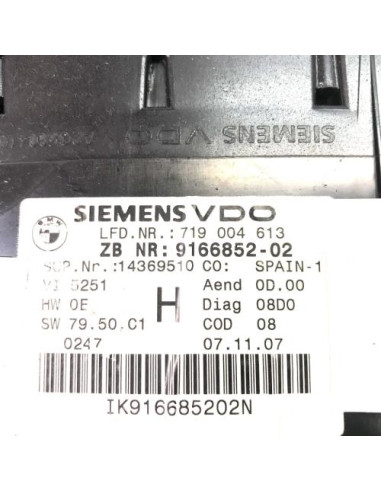 SIEMENS VDO
BMW
SIEMENS VDO
LFD.NR.:719 004 613
ZB NR:9166852-02
SUP.Nr.:14369510 CO: SPAIN-1
VI 5251 Aend 0D.00
HW 0E H Diag 08D0
SW 79.50,C1 COD 08
0247 07.11.07
IK916685202N